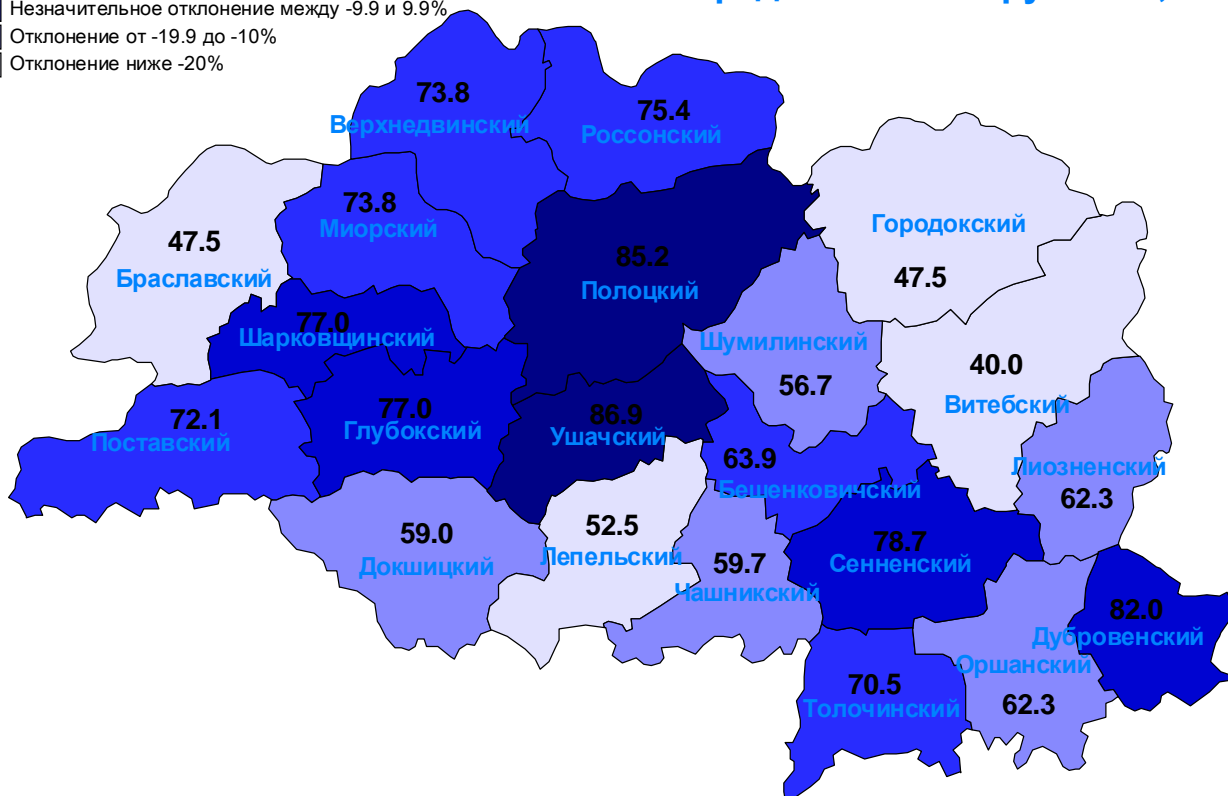 Незначительное отклонение между -9.9 и 9.9%
Отклонение от -19.9 до -10%
Отклонение ниже -20%
73.8
Верхнедвинский
75.4
Россонский
73.8
Миорский
47.5
Браславский
Городокский
47.5
85.2
Полоцкий
77.0
Шарковщинский
Шумилинский
56.7
40.0
Витебский
72.1
Поставский
77.0
Глубокский
86.9
Ушачский
63.9
Бешенковичский
Лиозненский
62.3
59.0
Докшицкий
52.5
Лепельский
59.7
Чашникский
78.7
Сенненский
82.0
Дубровенский
Оршанский
62.3
70.5
Толочинский